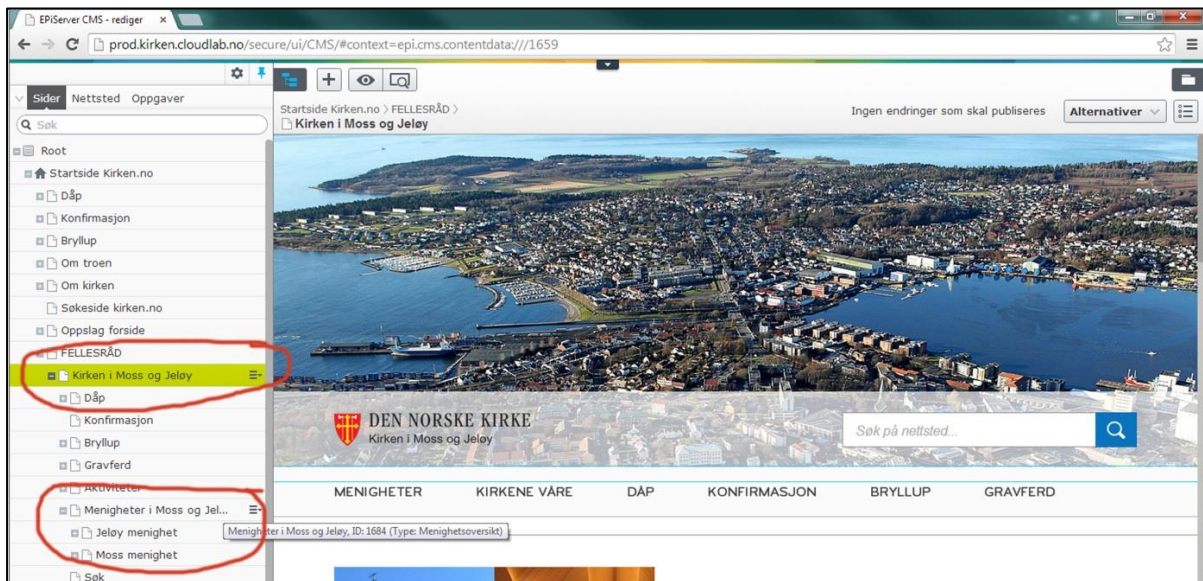 EPiServer CMS - rediger
prod.kirken.cloudlab.no/secure/ui/CMS/#context=epi.cms.contentdata:///1659
Sider Nettsted Oppgaver
Søk
Root
Startside Kirken.no
Dåp
Konfirmasjon
Bryllup
Om troen
Om kirken
Søkeside kirken.no
Oppslag forside
FELLESRÅD
Kirken i Moss og Jeløy
Dåp
Konfirmasjon
Bryllup
Gravferd
Aktiviteter
Menigheter i Moss og Jel...
Jeløy menighet
Moss menighet
Søk
Menigheter i Moss og Jeløy, ID: 1684 (Type: Menighetsoversikt)
Startside Kirken.no > FELLESRÅD >
Kirken i Moss og Jeløy
Ingen endringer som skal publiseres
Alternativer
DEN NORSKE KIRKE
Kirken i Moss og Jeløy
Søk på nettsted...
MENIGHETER KIRKENE VÅRE DÅP KONFIRMASJON BRYLLUP GRAVFERD